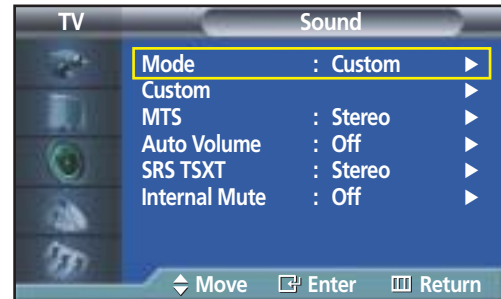 TV Sound
Mode : Custom
Custom
MTS : Stereo
Auto Volume : Off
SRS TSXT : Stereo
Internal Mute : Off
Move Enter Return